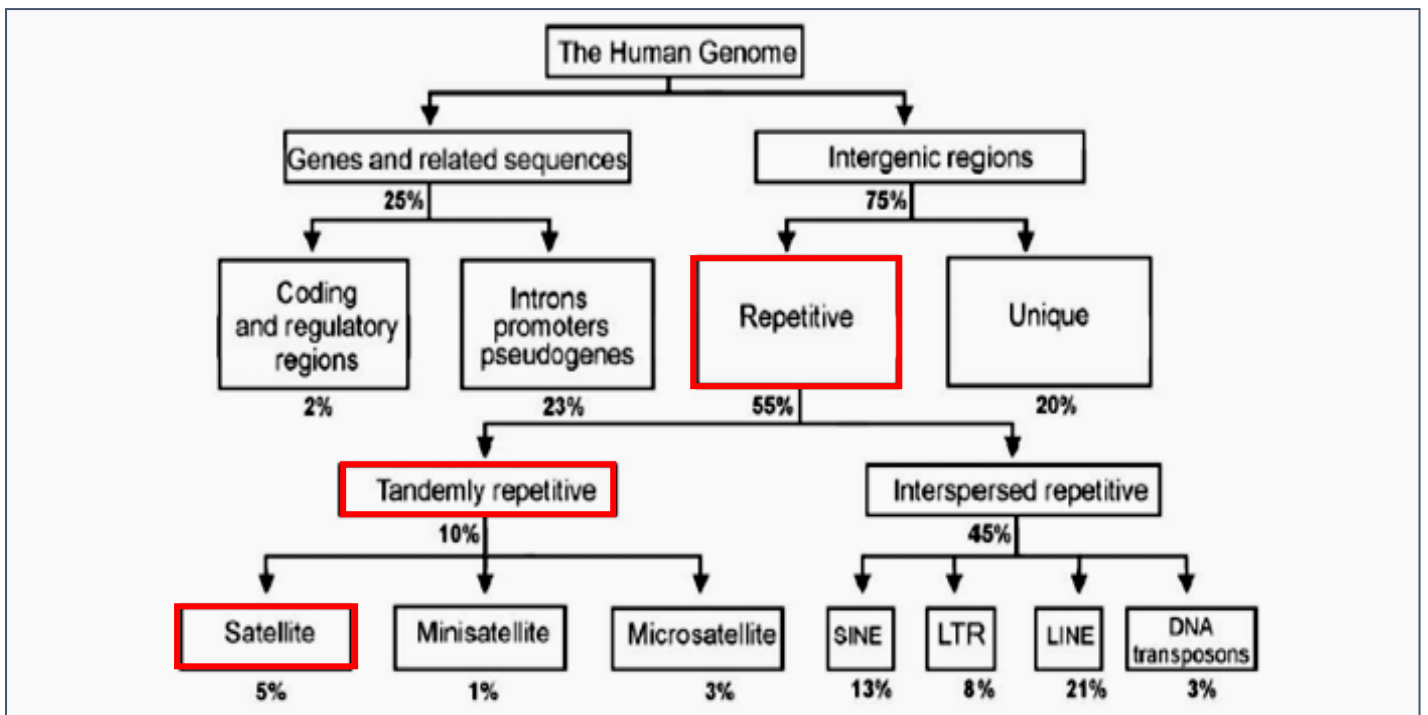 The Human Genome
Genes and related sequences
Intergenic regions
25%
75%
Coding
and regulatory
regions
Introns
promoters
pseudogenes
Repetitive
Unique
2%
23%
55%
20%
Tandemly repetitive
Interspersed repetitive
10%
45%
Satellite
Minisatellite
Microsatellite
SINE
LTR
LINE
DNA
transposons
5%
1%
3%
13%
8%
21%
3%